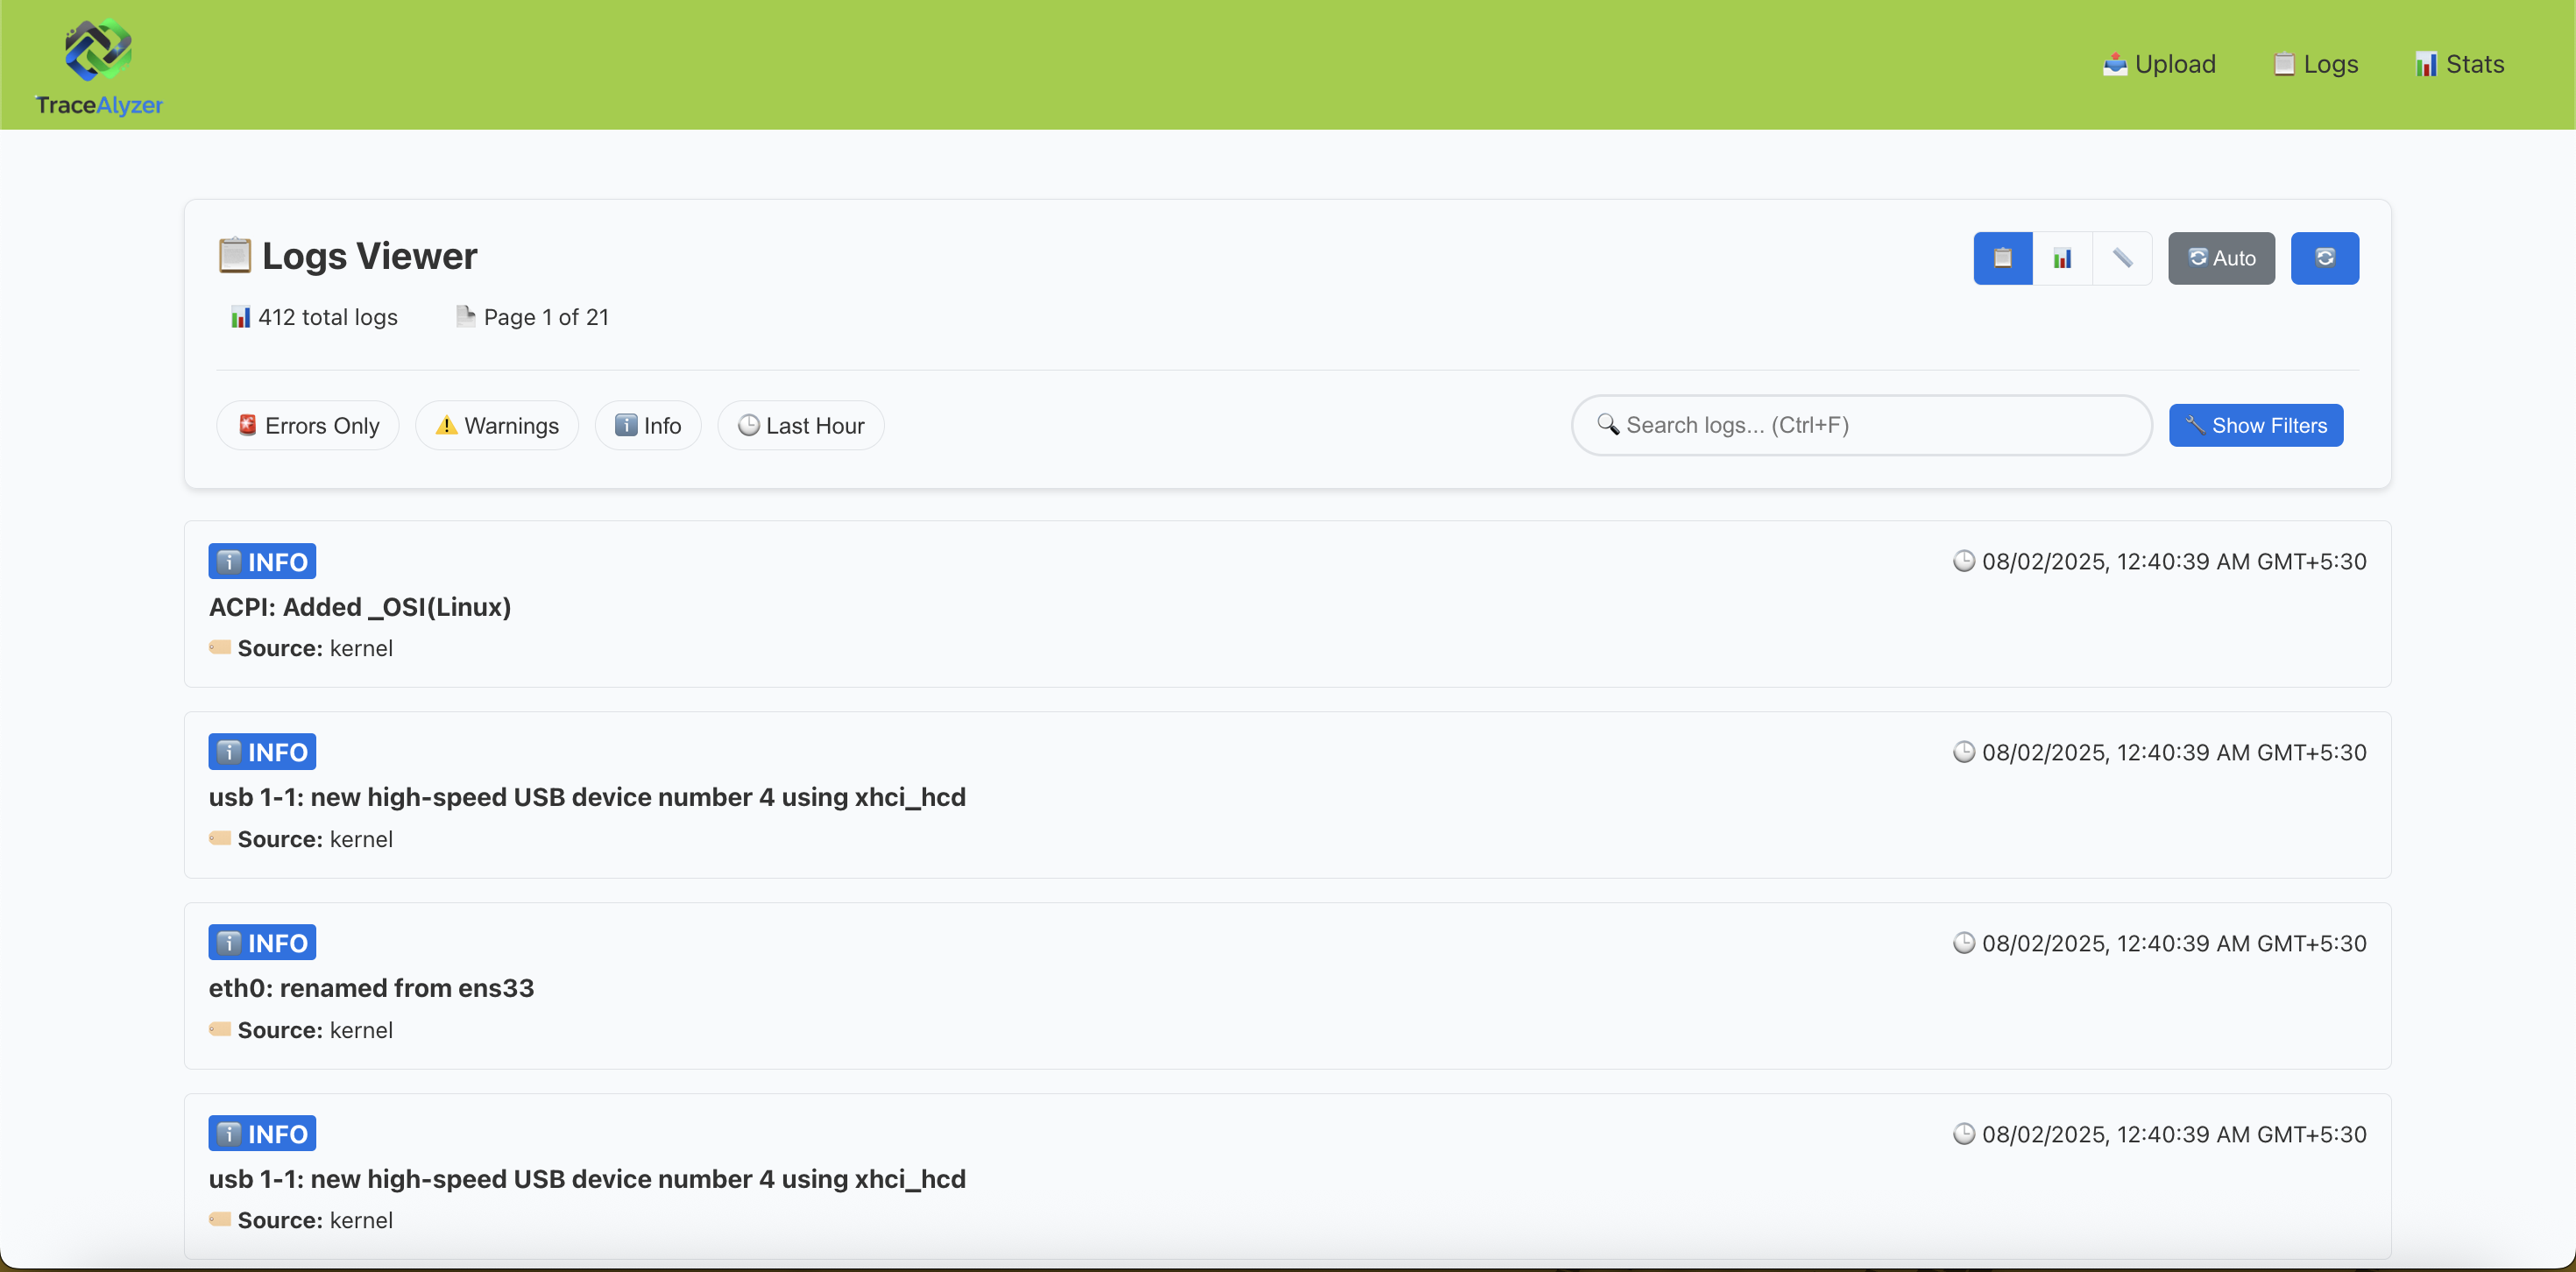 TraceAlyzer
Upload
Logs
Stats
Logs Viewer
Auto
412 total logs
Page 1 of 21
Errors Only
Warnings
Info
Last Hour
Search logs... (Ctrl+F)
Show Filters
INFO
08/02/2025, 12:40:39 AM GMT+5:30
ACPI: Added _OSI(Linux)
Source: kernel
INFO
08/02/2025, 12:40:39 AM GMT+5:30
usb 1-1: new high-speed USB device number 4 using xhci_hcd
Source: kernel
INFO
08/02/2025, 12:40:39 AM GMT+5:30
eth0: renamed from ens33
Source: kernel
INFO
08/02/2025, 12:40:39 AM GMT+5:30
usb 1-1: new high-speed USB device number 4 using xhci_hcd
Source: kernel